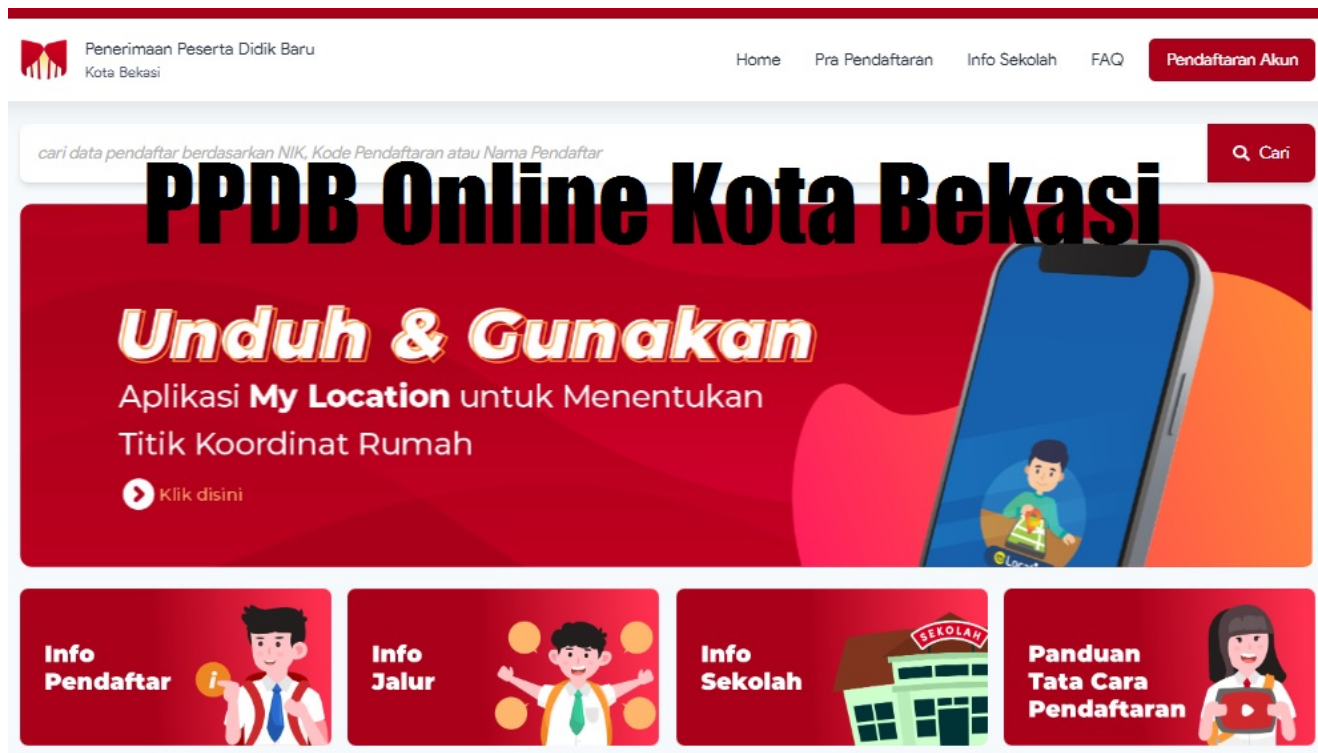 Penerimaan Peserta Didik Baru
Kota Bekasi
Home
Pra Pendaftaran
Info Sekolah
FAQ
Pendaftaran Akun
cari data pendaftar berdasarkan NIK, Kode Pendaftaran atau Nama Pendaftar
Cari
PPDB Online Kota Bekasi
Unduh & Gunakan
Aplikasi My Location untuk Menentukan
Titik Koordinat Rumah
Klik disini
Info
Pendaftar
i
Info
Jalur
Info
Sekolah
SEKOLAH
Panduan
Tata Cara
Pendaftaran